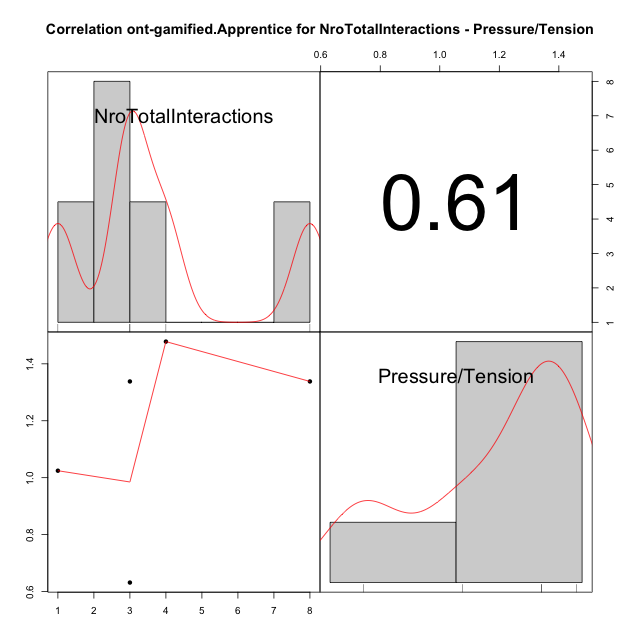 Correlation ont-gamified.Apprentice for NroTotalInteractions - Pressure/Tension
0.6 0.8 1.0 1.2 1.4
NroTotalInteractions
0.61
8
7
6
5
4
3
2
1
Pressure/Tension
1.4
1.2
1.0
0.8
0.6
1 2 3 4 5 6 7 8